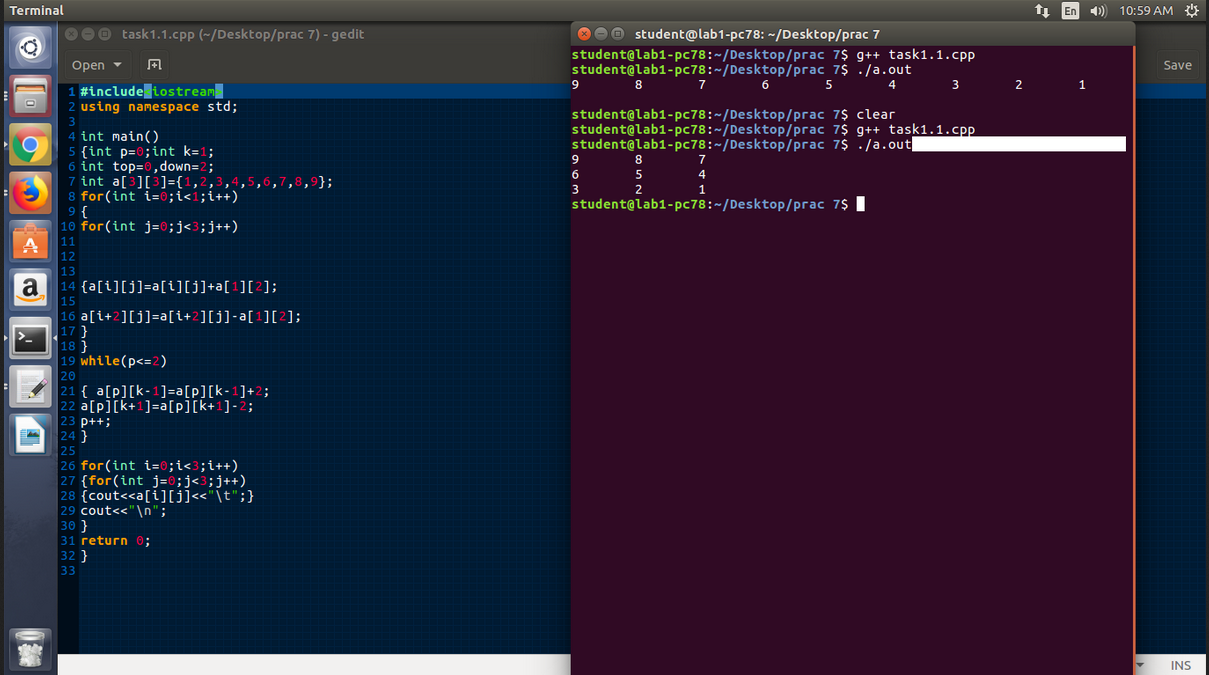 Terminal
En
10:59 AM
task1.1.cpp (~/Desktop/prac 7) - gedit
Open
Save
1 #include<iostream>
2 using namespace std;
3
4 int main()
5 {int p=0;int k=1;
6 int top=0,down=2;
7 int a[3][3]={1,2,3,4,5,6,7,8,9};
8 for(int i=0;i<1;i++)
9 {
10 for(int j=0;j<3;j++)
11
12
13
14 {a[i][j]=a[i][j]+a[1][2];
15
16 a[i+2][j]=a[i+2][j]-a[1][2];
17 }
18 }
19 while(p<=2)
20
21 { a[p][k-1]=a[p][k-1]+2;
22 a[p][k+1]=a[p][k+1]-2;
23 p++;
24 }
25
26 for(int i=0;i<3;i++)
27 {for(int j=0;j<3;j++)
28 {cout<<a[i][j]<<"\t";}
29 cout<<"\n";
30 }
31 return 0;
32 }
33
student@lab1-pc78: ~/Desktop/prac 7
student@lab1-pc78:~/Desktop/prac 7$ g++ task1.1.cpp
student@lab1-pc78:~/Desktop/prac 7$ ./a.out
9 8 7 6 5 4 3 2 1
student@lab1-pc78:~/Desktop/prac 7$ clear
student@lab1-pc78:~/Desktop/prac 7$ g++ task1.1.cpp
student@lab1-pc78:~/Desktop/prac 7$ ./a.out
9 8 7
6 5 4
3 2 1
student@lab1-pc78:~/Desktop/prac 7$
INS